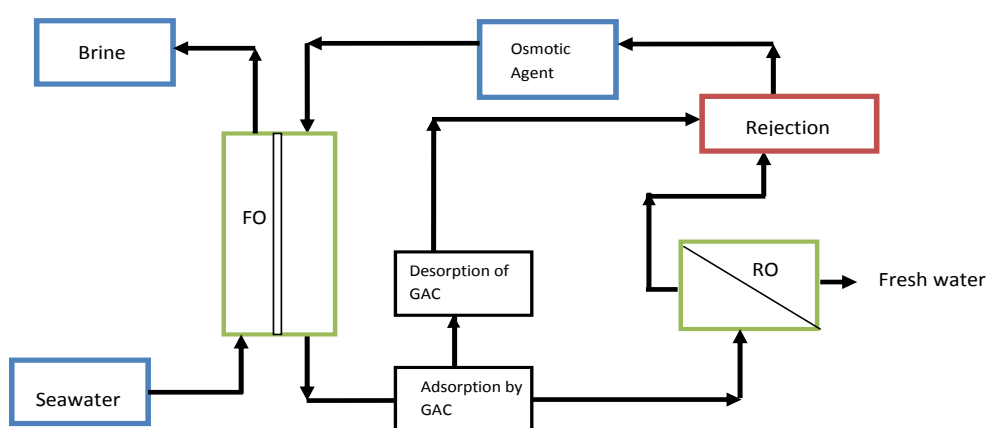 Brine
Osmotic
Agent
Rejection
FO
Desorption of
GAC
RO
Fresh water
Seawater
Adsorption by
GAC